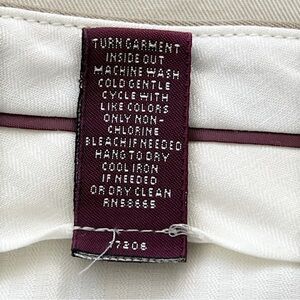 TURN GARMENT
INSIDE OUT
MACHINE WASH
COLD GENTLE
CYCLE WITH
LIKE COLORS
ONLY NON-
CHLORINE
BLEACH IF NEEDED
HANG TO DRY
COOL IRON
IF NEEDED
OR DRY CLEAN
RN58665